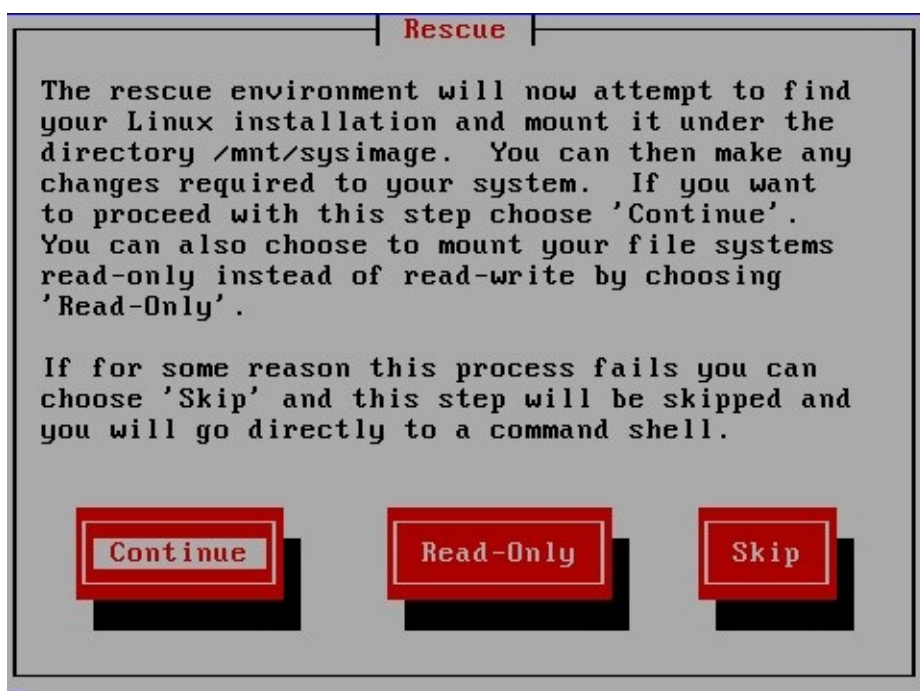 Rescue
The rescue environment will now attempt to find
your Linux installation and mount it under the
directory /mnt/sysimage.  You can then make any
changes required to your system.  If you want
to proceed with this step choose 'Continue'.
You can also choose to mount your file systems
read-only instead of read-write by choosing
'Read-Only'.
If for some reason this process fails you can
choose 'Skip' and this step will be skipped and
you will go directly to a command shell.
Continue
Read-Only
Skip